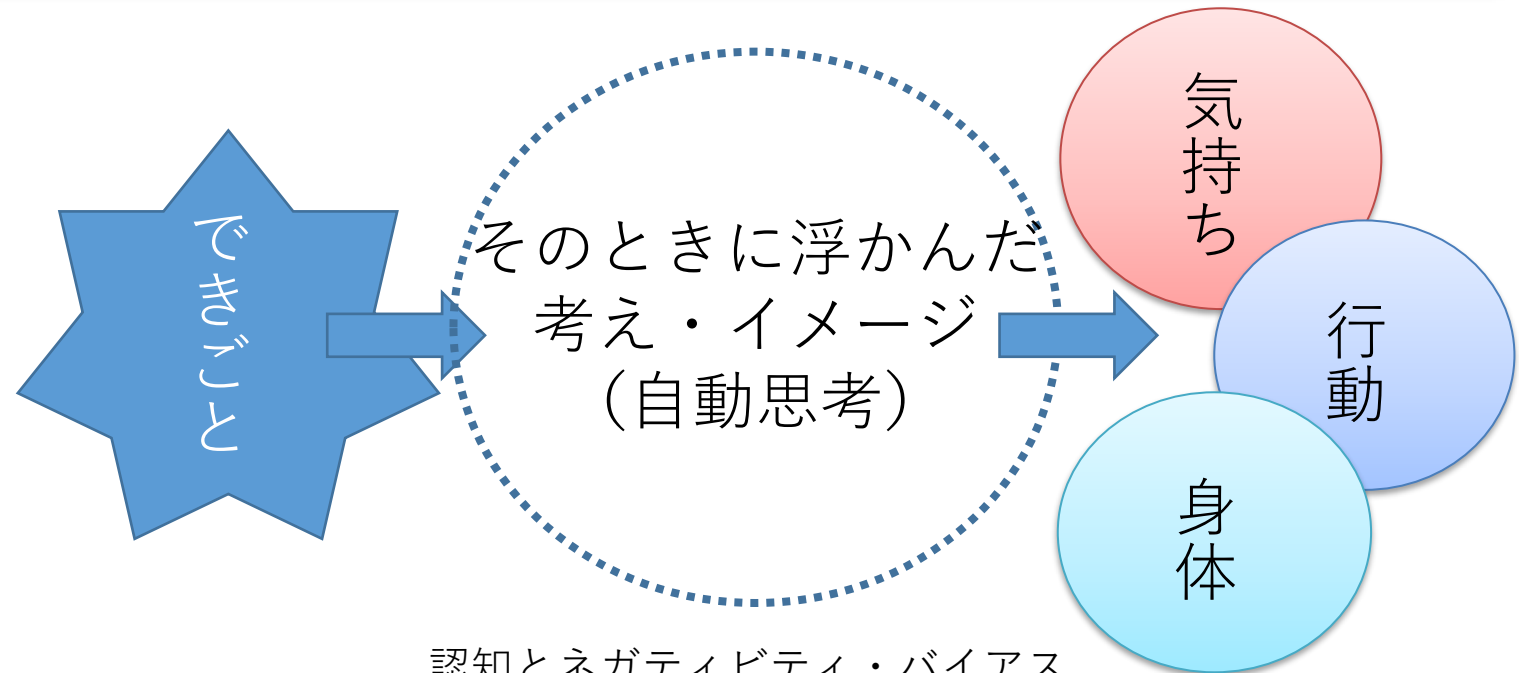 できごと
そのときに浮かんだ
考え・イメージ
（自動思考）
気持ち
行動
身体
認知とネガティビティ・バイアス